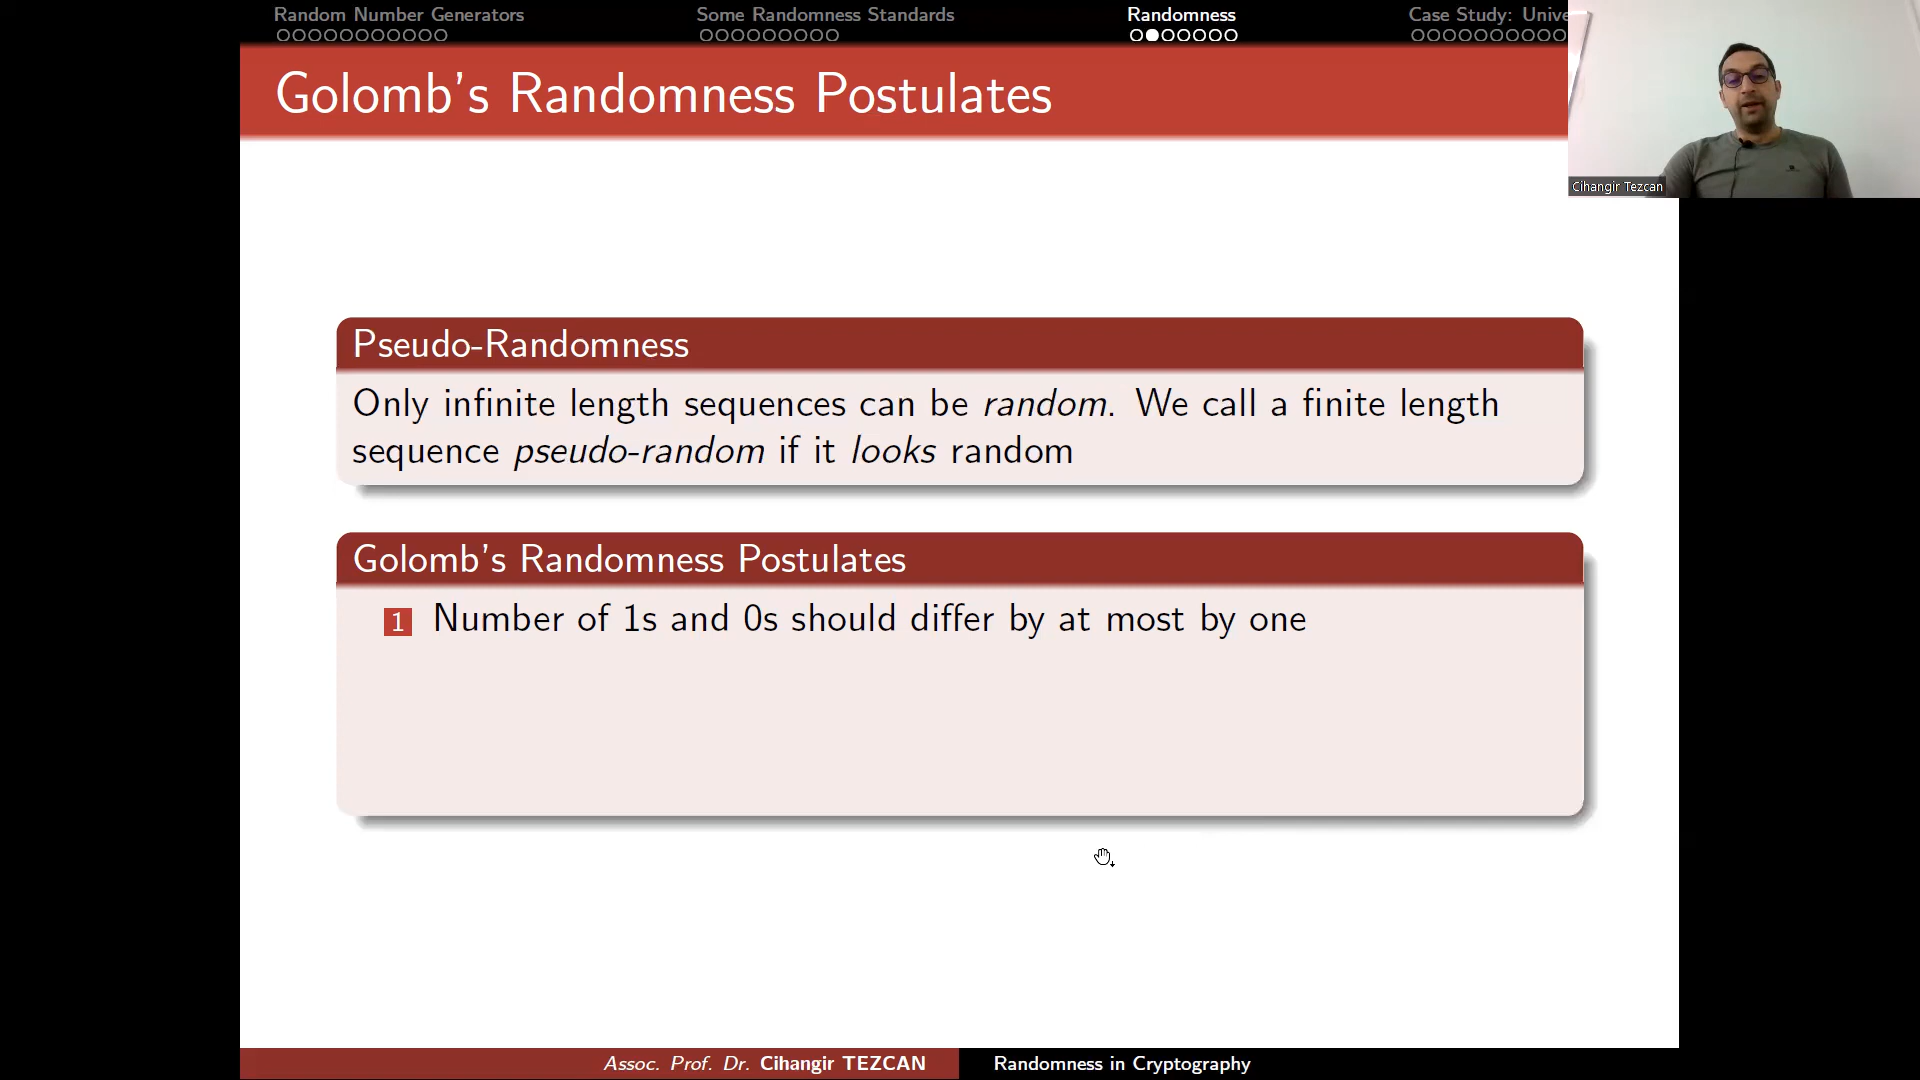 Random Number Generators
Some Randomness Standards
Randomness
Case Study: Unive
Golomb's Randomness Postulates
Cihangir Tezcan
Pseudo-Randomness
Only infinite length sequences can be random. We call a finite length
sequence pseudo-random if it looks random
Golomb's Randomness Postulates
1 Number of 1s and 0s should differ by at most by one
Assoc. Prof. Dr. Cihangir TEZCAN
Randomness in Cryptography